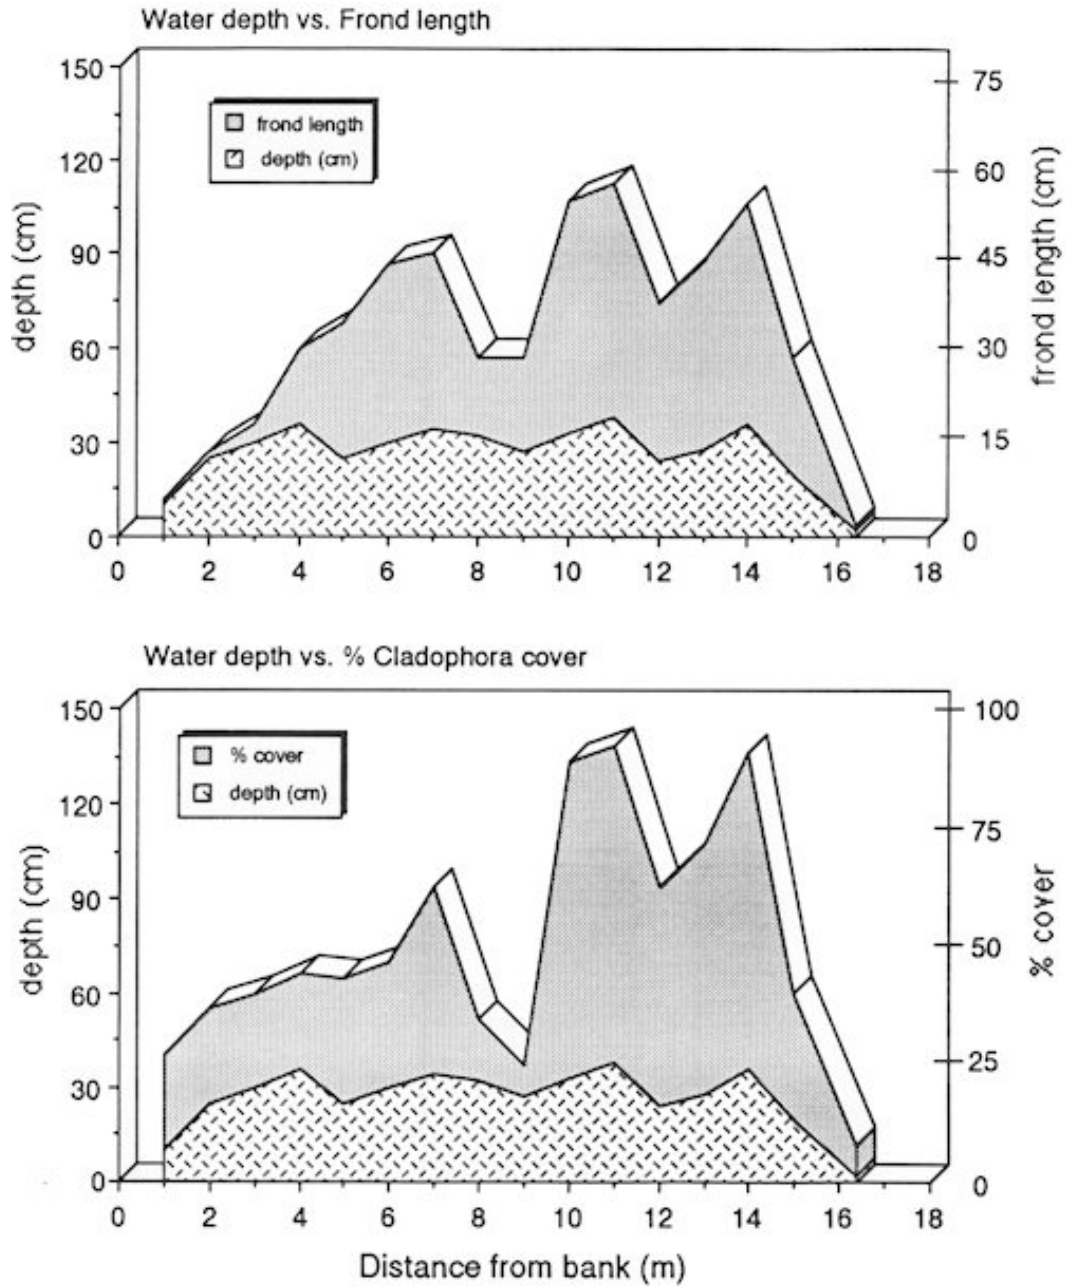 Water depth vs. Frond length
150
120
90
60
30
0
depth (cm)
frond length
depth (cm)
75
60
45
30
15
0
frond length (cm)
0 2 4 6 8 10 12 14 16 18
Water depth vs. % Cladophora cover
150
120
90
60
30
0
depth (cm)
% cover
depth (cm)
100
75
50
25
0
% cover
0 2 4 6 8 10 12 14 16 18
Distance from bank (m)